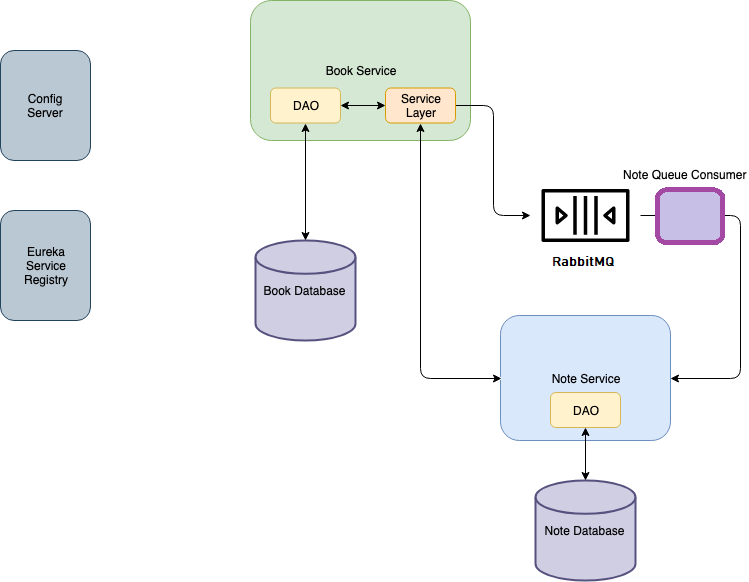 Book Service
DAO
Service
Layer
Config
Server
Note Queue Consumer
RabbitMQ
Eureka
Service
Registry
Book Database
Note Service
DAO
Note Database